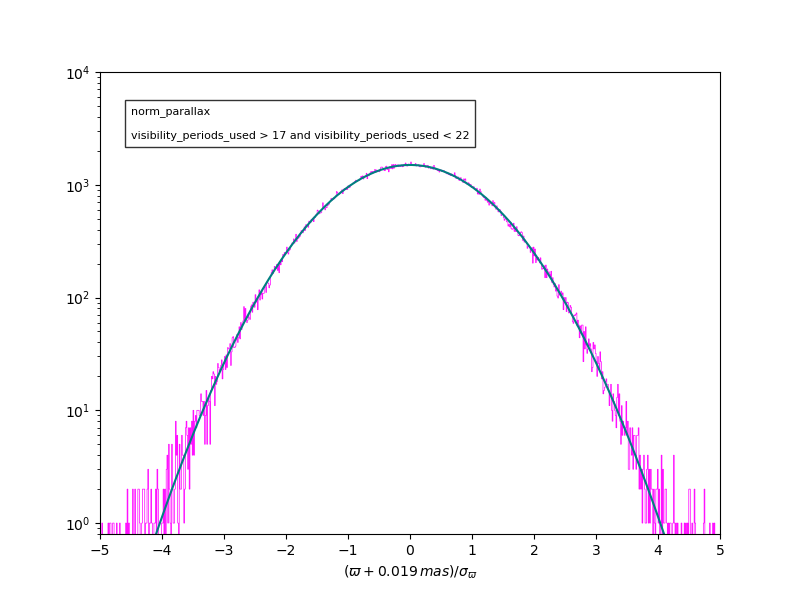 10^4
norm_parallax
visibility_periods_used > 17 and visibility_periods_used < 22
10^3
10^2
10^1
10^0
−5 −4 −3 −2 −1 0 1 2 3 4 5
(ϖ + 0.019 mas)/σ_ϖ